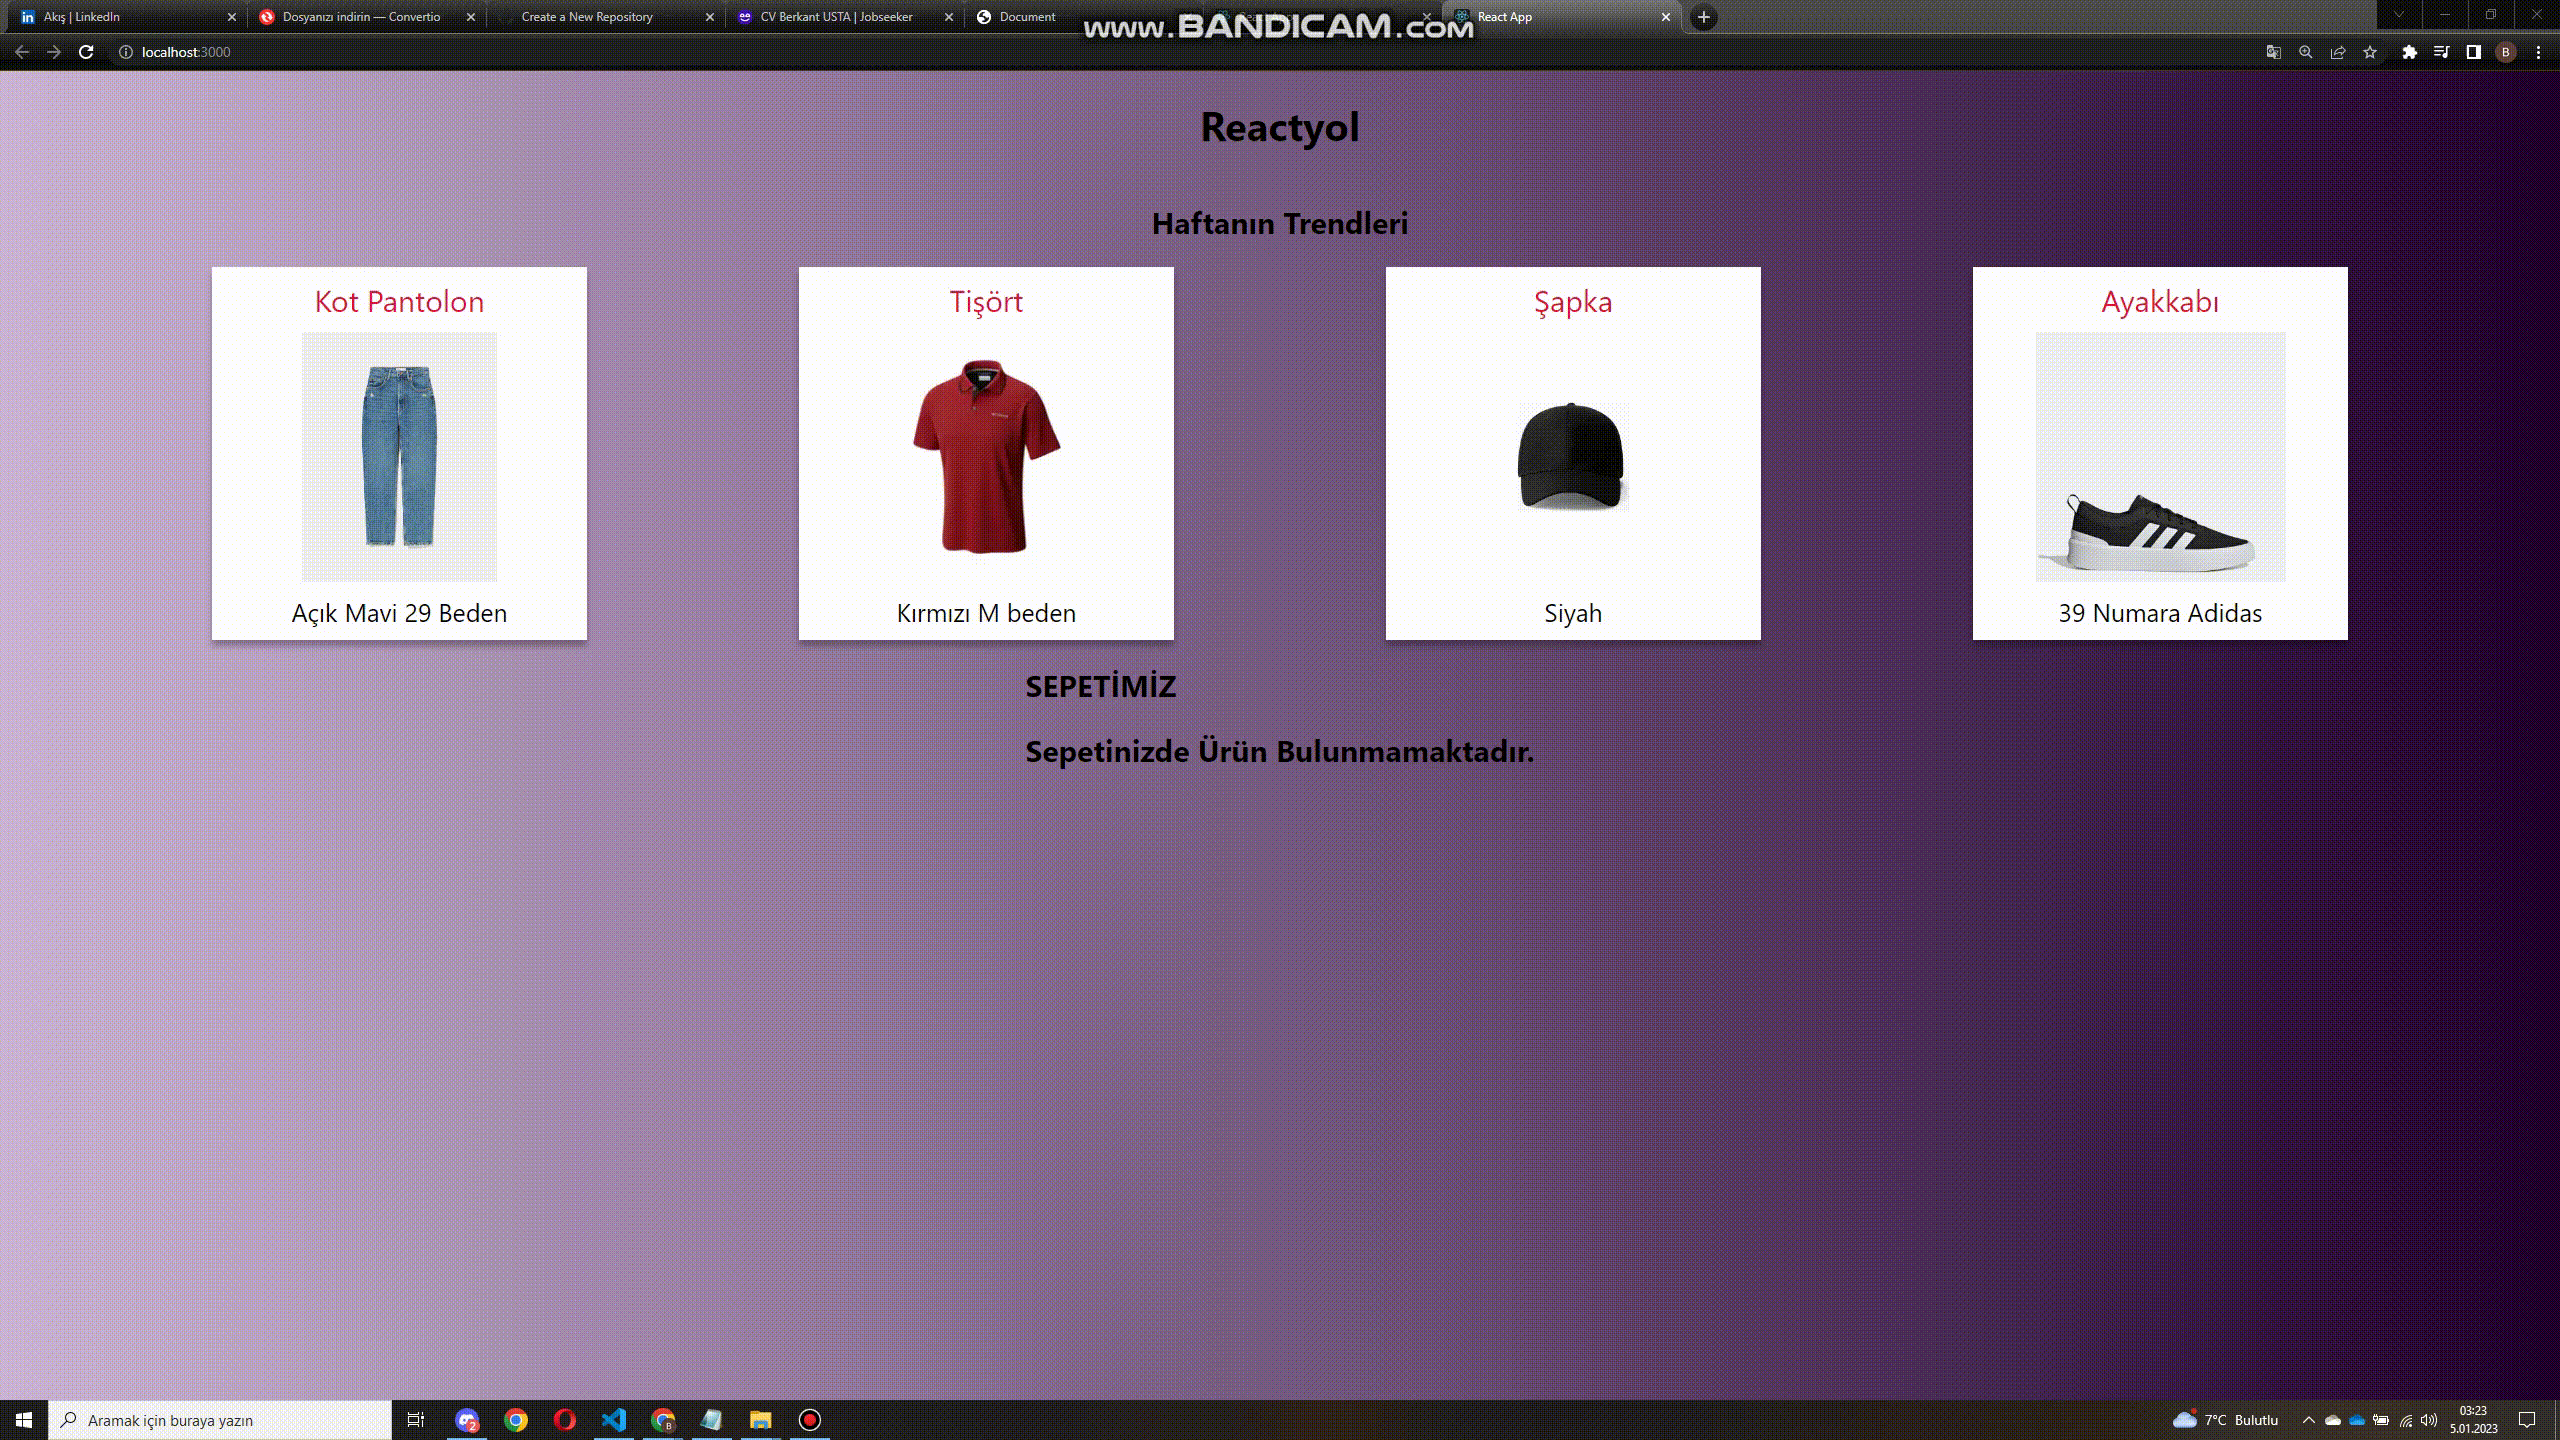 Akış | LinkedIn
Dosyanızı indirin — Convertio
Create a New Repository
CV Berkant USTA | Jobseeker
Document
React App
www.BANDICAM.com
localhost:3000
B
Reactyol
Haftanın Trendleri
Kot Pantolon
Tişört
Şapka
Ayakkabı
Açık Mavi 29 Beden
Kırmızı M beden
Siyah
39 Numara Adidas
SEPETİMİZ
Sepetinizde Ürün Bulunmamaktadır.
Aramak için buraya yazın
2
B
7°C Bulutlu
03:23
5.01.2023